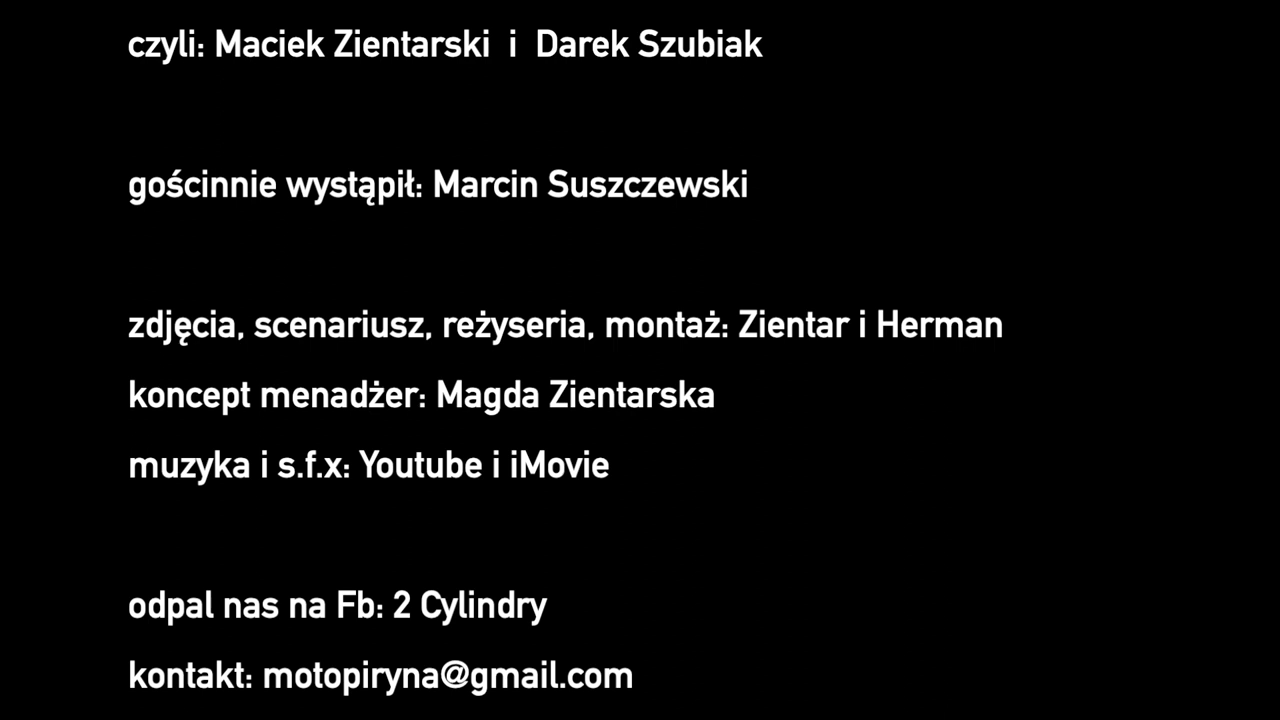 czyli: Maciek Zientarski i Darek Szubiak
gościnnie wystąpił: Marcin Suszczewski
zdjęcia, scenariusz, reżyseria, montaż: Zientar i Herman
koncept menadżer: Magda Zientarska
muzyka i s.f.x: Youtube i iMovie
odpal nas na Fb: 2 Cylindry
kontakt: motopiryna@gmail.com